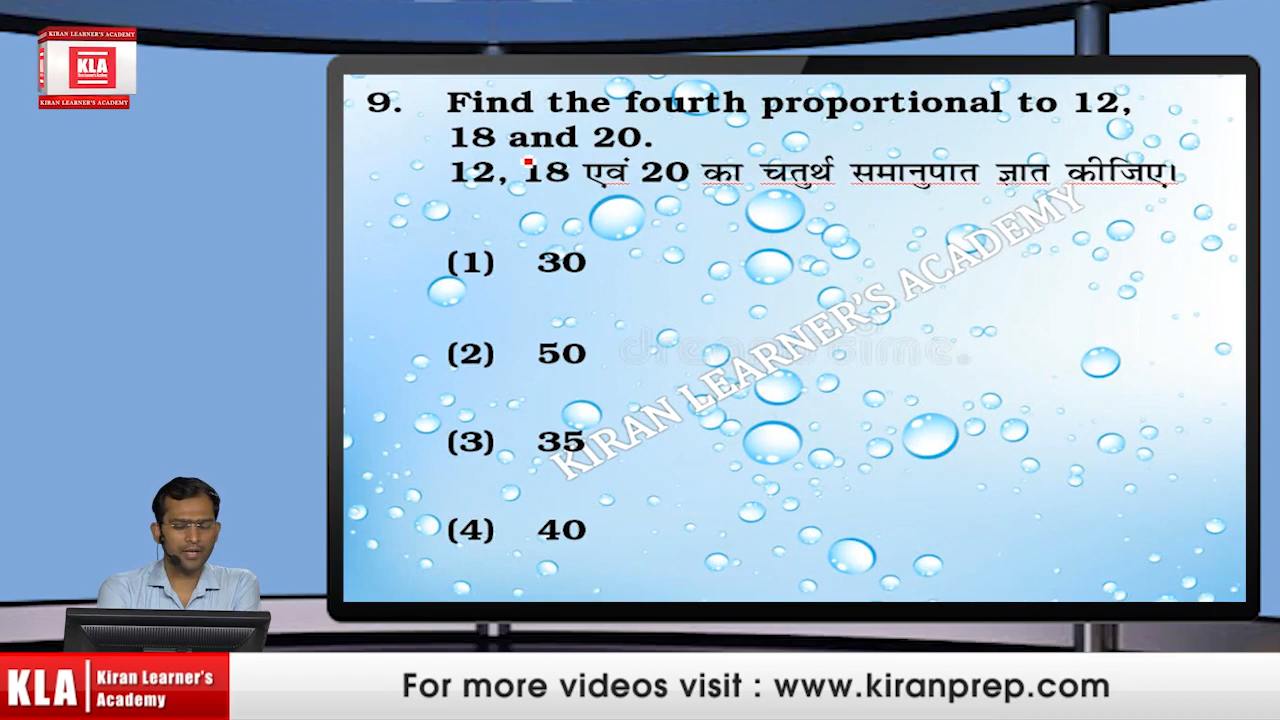 KIRAN LEARNER'S ACADEMY
KLA
KIRAN LEARNER'S ACADEMY
9. Find the fourth proportional to 12,
18 and 20.
12, 18 एवं 20 का चतुर्थ समानुपात ज्ञात कीजिए।
(1) 30
(2) 50
(3) 35
(4) 40
KIRAN LEARNER'S ACADEMY
KLA
Kiran Learner's
Academy
For more videos visit : www.kiranprep.com